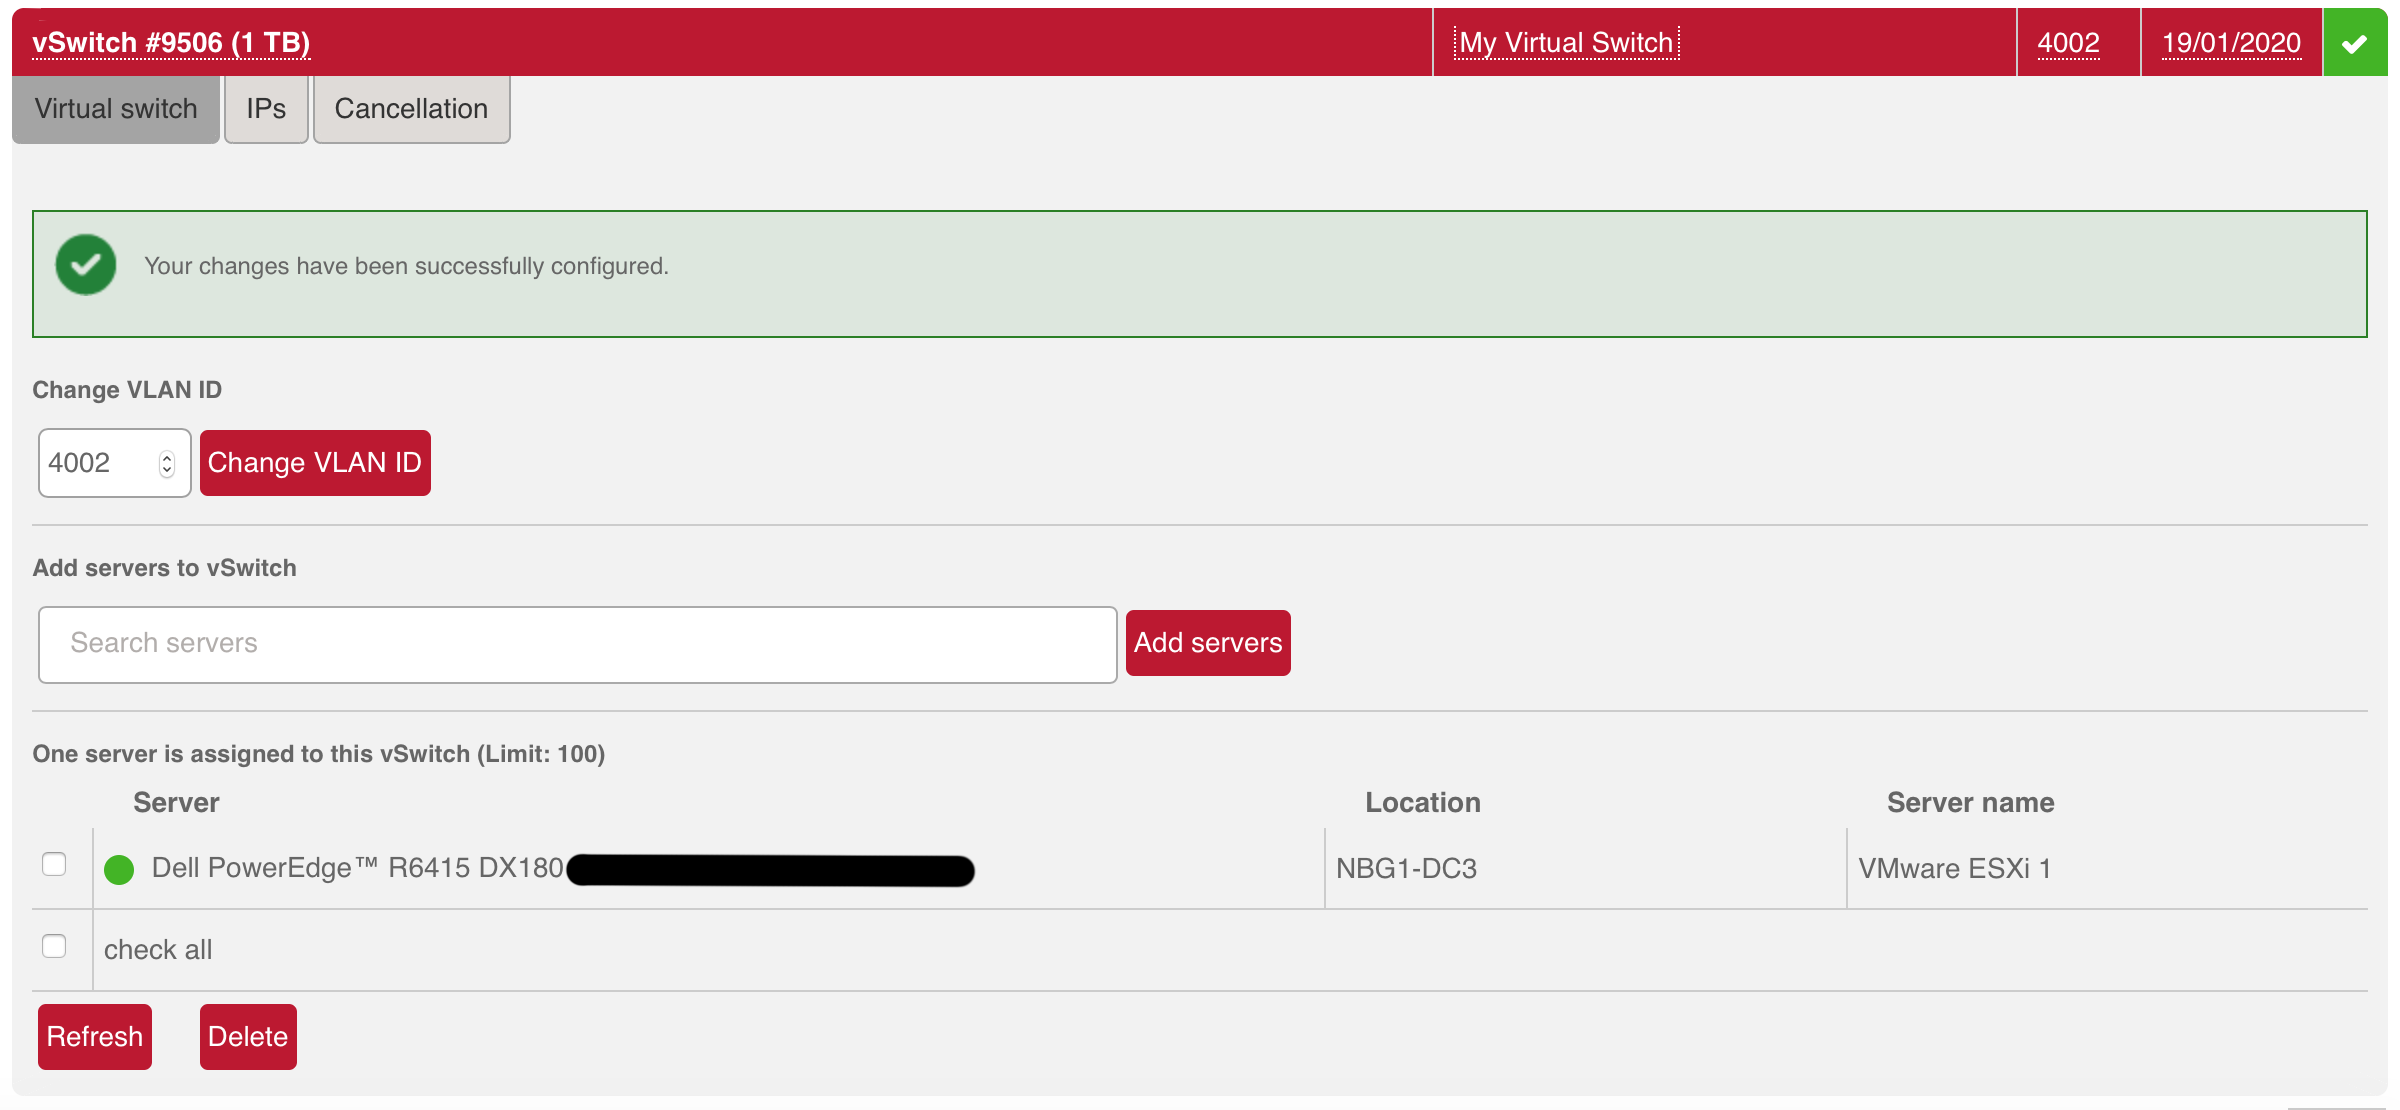 vSwitch #9506 (1 TB) My Virtual Switch 4002 19/01/2020
Virtual switch IPs Cancellation
Your changes have been successfully configured.
Change VLAN ID
4002 Change VLAN ID
Add servers to vSwitch
Search servers Add servers
One server is assigned to this vSwitch (Limit: 100)
Server Location Server name
Dell PowerEdge™ R6415 DX180 NBG1-DC3 VMware ESXi 1
check all
Refresh Delete